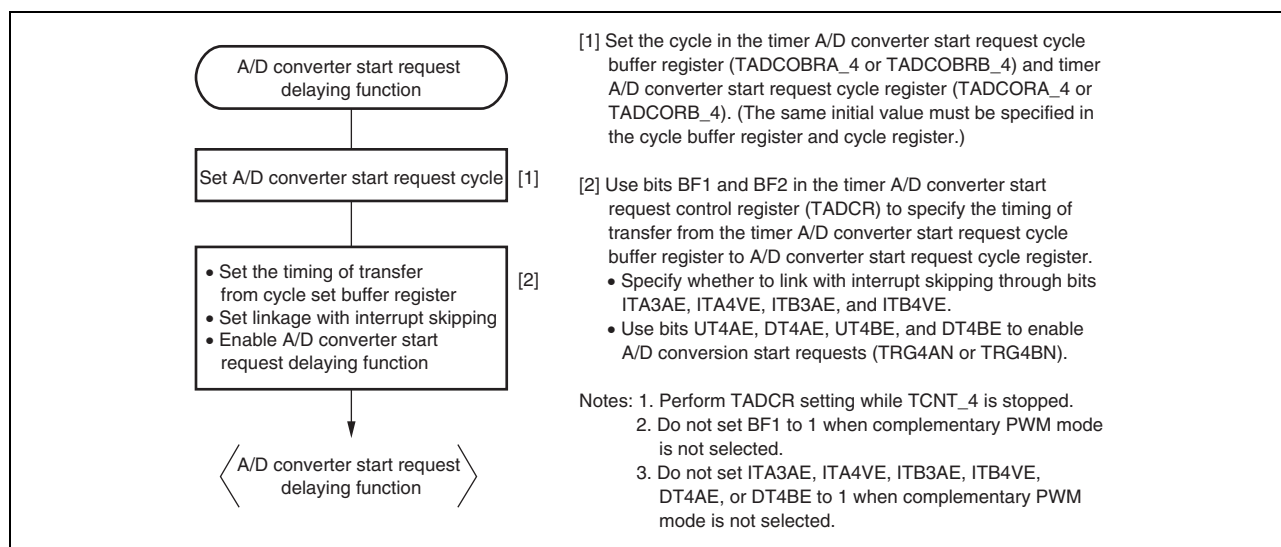 A/D converter start request
delaying function
Set A/D converter start request cycle [1]
• Set the timing of transfer
from cycle set buffer register
• Set linkage with interrupt skipping
• Enable A/D converter start
request delaying function
[2]
A/D converter start request
delaying function
[1] Set the cycle in the timer A/D converter start request cycle
buffer register (TADCOBRA_4 or TADCOBRB_4) and timer
A/D converter start request cycle register (TADCORA_4 or
TADCORB_4). (The same initial value must be specified in
the cycle buffer register and cycle register.)
[2] Use bits BF1 and BF2 in the timer A/D converter start
request control register (TADCR) to specify the timing of
transfer from the timer A/D converter start request cycle
buffer register to A/D converter start request cycle register.
• Specify whether to link with interrupt skipping through bits
ITA3AE, ITA4VE, ITB3AE, and ITB4VE.
• Use bits UT4AE, DT4AE, UT4BE, and DT4BE to enable
A/D conversion start requests (TRG4AN or TRG4BN).
Notes: 1. Perform TADCR setting while TCNT_4 is stopped.
2. Do not set BF1 to 1 when complementary PWM mode
is not selected.
3. Do not set ITA3AE, ITA4VE, ITB3AE, ITB4VE,
DT4AE, or DT4BE to 1 when complementary PWM
mode is not selected.